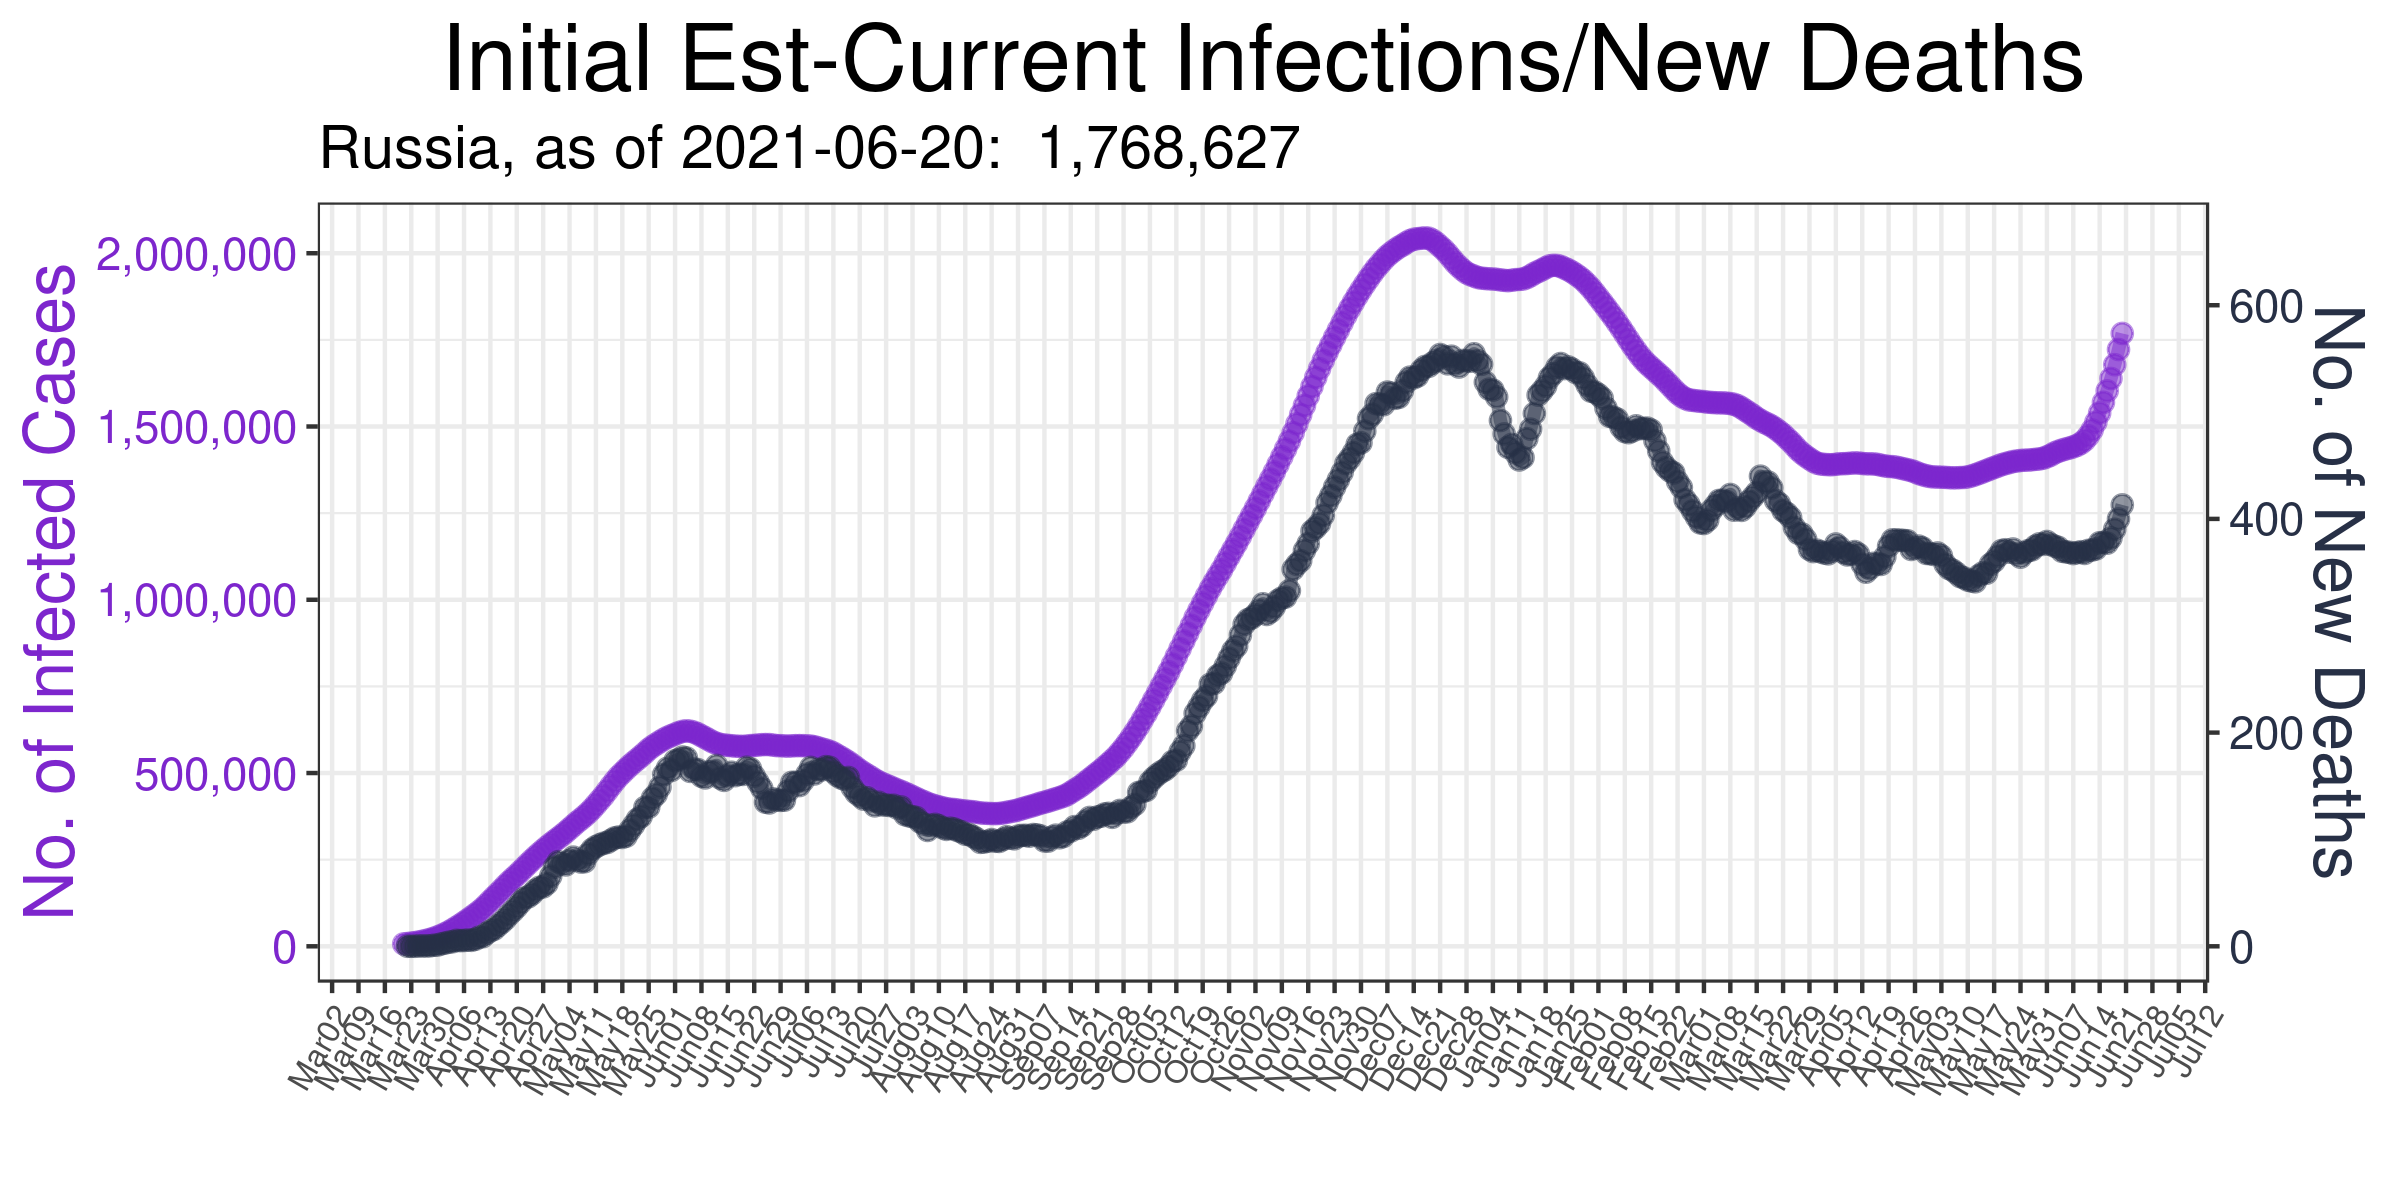 Initial Est-Current Infections/New Deaths
Russia, as of 2021-06-20: 1,768,627
No. of Infected Cases
2,000,000
1,500,000
1,000,000
500,000
0
600
400
200
0
No. of New Deaths
Mar02
Mar09
Mar16
Mar23
Mar30
Apr06
Apr13
Apr20
Apr27
May04
May11
May18
May25
Jun01
Jun08
Jun15
Jun22
Jun29
Jul06
Jul13
Jul20
Jul27
Aug03
Aug10
Aug17
Aug24
Aug31
Sep07
Sep14
Sep21
Sep28
Oct05
Oct12
Oct19
Oct26
Nov02
Nov09
Nov16
Nov23
Nov30
Dec07
Dec14
Dec21
Dec28
Jan04
Jan11
Jan18
Jan25
Feb01
Feb08
Feb15
Feb22
Mar01
Mar08
Mar15
Mar22
Mar29
Apr05
Apr12
Apr19
Apr26
May03
May10
May17
May24
May31
Jun07
Jun14
Jun21
Jun28
Jul05
Jul12